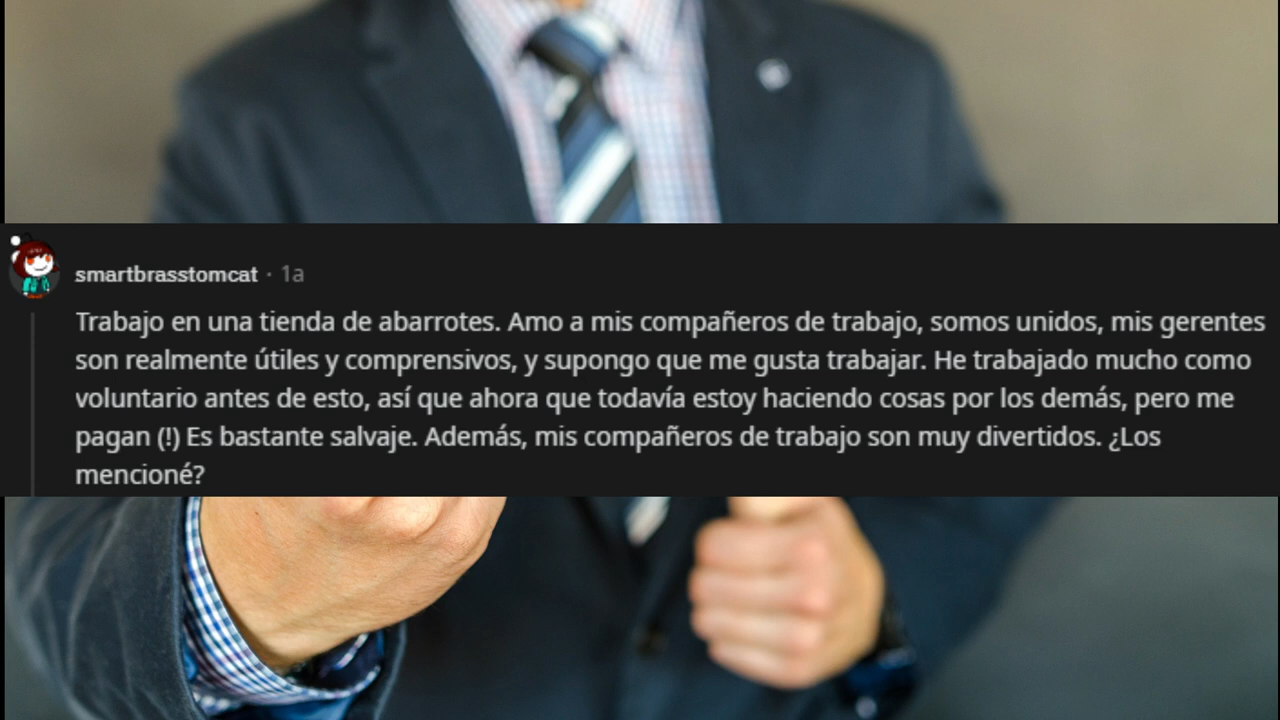 smartbrasstomcat · 1a
Trabajo en una tienda de abarrotes. Amo a mis compañeros de trabajo, somos unidos, mis gerentes
son realmente útiles y comprensivos, y supongo que me gusta trabajar. He trabajado mucho como
voluntario antes de esto, así que ahora que todavía estoy haciendo cosas por los demás, pero me
pagan (!) Es bastante salvaje. Además, mis compañeros de trabajo son muy divertidos. ¿Los
mencioné?